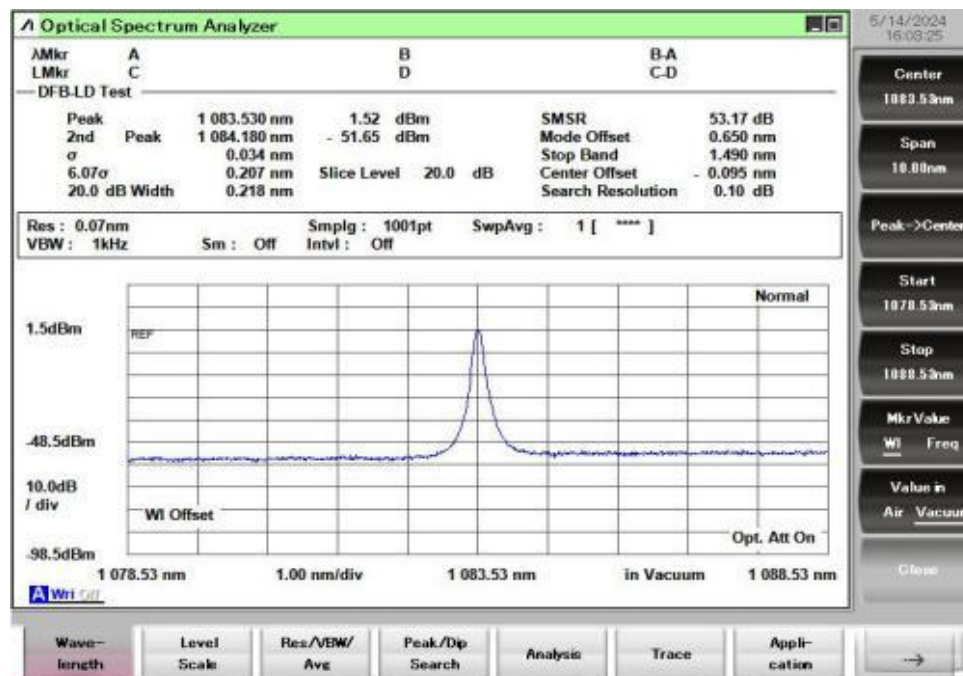 Optical Spectrum Analyzer
5/14/2024
16:03:25
λMkr A B B-A
LMkr C D C-D
DFB-LD Test
Peak 1 083.530 nm 1.52 dBm SMSR 53.17 dB
2nd Peak 1 084.180 nm - 51.65 dBm Mode Offset 0.650 nm
σ 0.034 nm Stop Band 1.490 nm
6.07σ 0.207 nm Slice Level 20.0 dB Center Offset - 0.095 nm
20.0 dB Width 0.218 nm Search Resolution 0.10 dB
Res : 0.07nm Smplg : 1001pt SwpAvg : 1 [ **** ]
VBW : 1kHz Sm : Off Intvl : Off
Normal
1.5dBm
REF
-48.5dBm
10.0dB
/ div
Wl Offset
Opt. Att On
-98.5dBm
1 078.53 nm 1.00 nm/div 1 083.53 nm in Vacuum 1 088.53 nm
A Wri Off
Center
1083.53nm
Span
10.00nm
Peak->Center
Start
1078.53nm
Stop
1088.53nm
Mkr Value
Wl Freq
Value in
Air Vacuum
Close
Wave-
length
Level
Scale
Res/VBW/
Avg
Peak/Dip
Search
Analysis
Trace
Appli-
cation
→